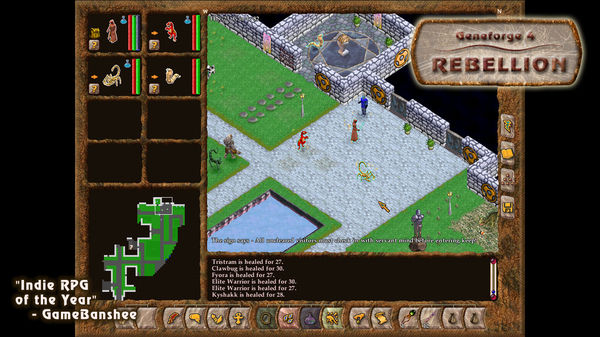 W
N
Geneforge 4
REBELLION
The sign says - All uncleared visitors must check in with servant mind before entering keep.
Tristram is healed for 27.
Clawbug is healed for 30.
Fyora is healed for 27.
Elite Warrior is healed for 30.
Elite Warrior is healed for 27.
Kyshakk is healed for 28.
"Indie RPG
of the Year"
- GameBanshee